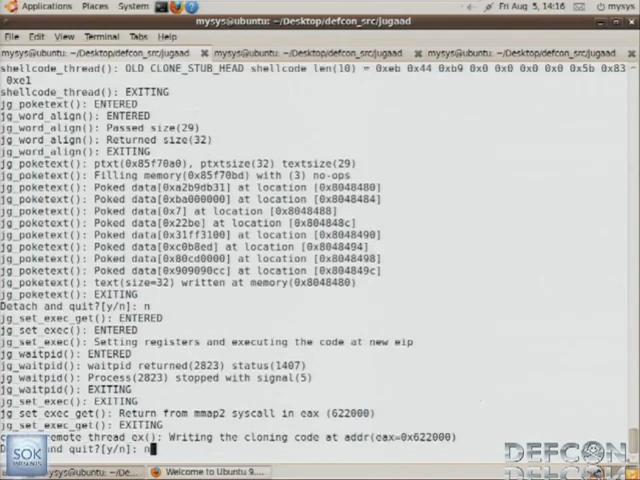 Applications Places System Fri Aug 5, 14:16 mysys
mysys@ubuntu: ~/Desktop/defcon_src/jugaad
File Edit View Terminal Tabs Help
mysys@ubuntu: ~/Desktop/defcon_src/jugaad mysys@ubuntu: ~/Desktop/defcon_src/jugaad mysys@ubuntu: ~/Desktop/defcon_src/jugaad
shellcode_thread(): OLD CLONE_STUB_HEAD shellcode len(10) = 0xeb 0x44 0xb9 0x0 0x0 0x0 0x0 0x5b 0x83
0xe1
shellcode_thread(): EXITING
jg_poketext(): ENTERED
jg_word_align(): ENTERED
jg_word_align(): Passed size(29)
jg_word_align(): Returned size(32)
jg_word_align(): EXITING
jg_poketext(): ptxt(0x85f70a0), ptxtsize(32) textsize(29)
jg_poketext(): Filling memory(0x85f70bd) with (3) no-ops
jg_poketext(): Poked data[0xa2b9db31] at location [0x8048480]
jg_poketext(): Poked data[0xba000000] at location [0x8048484]
jg_poketext(): Poked data[0x7] at location [0x8048488]
jg_poketext(): Poked data[0x22be] at location [0x804848c]
jg_poketext(): Poked data[0x31ff3100] at location [0x8048490]
jg_poketext(): Poked data[0xc0b8ed] at location [0x8048494]
jg_poketext(): Poked data[0x80cd0000] at location [0x8048498]
jg_poketext(): Poked data[0x909090cc] at location [0x804849c]
jg_poketext(): text(size=32) written at memory(0x8048480)
jg_poketext(): EXITING
Detach and quit?[y/n]: n
jg_set_exec_get(): ENTERED
jg_set_exec(): ENTERED
jg_set_exec(): Setting registers and executing the code at new eip
jg_waitpid(): ENTERED
jg_waitpid(): waitpid returned(2823) status(1407)
jg_waitpid(): Process(2823) stopped with signal(5)
jg_waitpid(): EXITING
jg_set_exec(): EXITING
jg_set_exec_get(): Return from mmap2 syscall in eax (622000)
jg_set_exec_get(): EXITING
remote_thread_ex(): Writing the cloning code at addr(eax=0x622000)
and quit?[y/n]: n
SOK
DEFCON
mysys@ubuntu: ~/De... Welcome to Ubuntu 9....